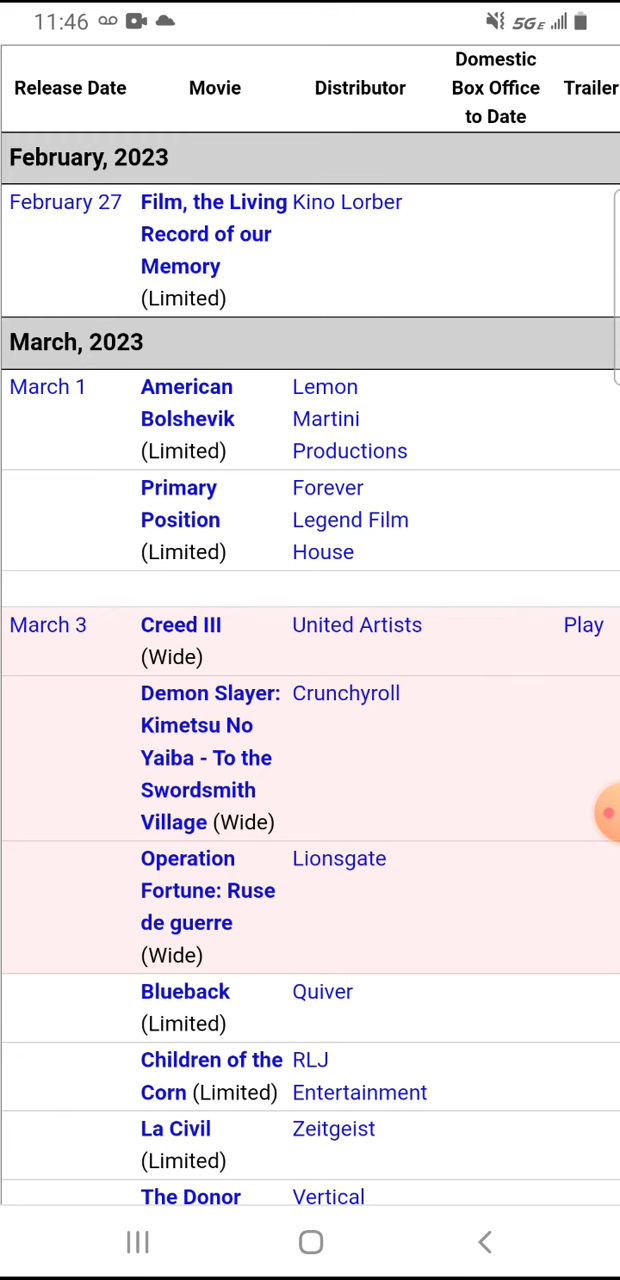 11:46
5GE
Release Date Movie Distributor Domestic Box Office to Date Trailer
February, 2023
February 27 Film, the Living Kino Lorber
Record of our
Memory
(Limited)
March, 2023
March 1 American Lemon
Bolshevik Martini
(Limited) Productions
Primary Forever
Position Legend Film
(Limited) House
March 3 Creed III United Artists Play
(Wide)
Demon Slayer: Crunchyroll
Kimetsu No
Yaiba - To the
Swordsmith
Village (Wide)
Operation Lionsgate
Fortune: Ruse
de guerre
(Wide)
Blueback Quiver
(Limited)
Children of the RLJ
Corn (Limited) Entertainment
La Civil Zeitgeist
(Limited)
The Donor Vertical